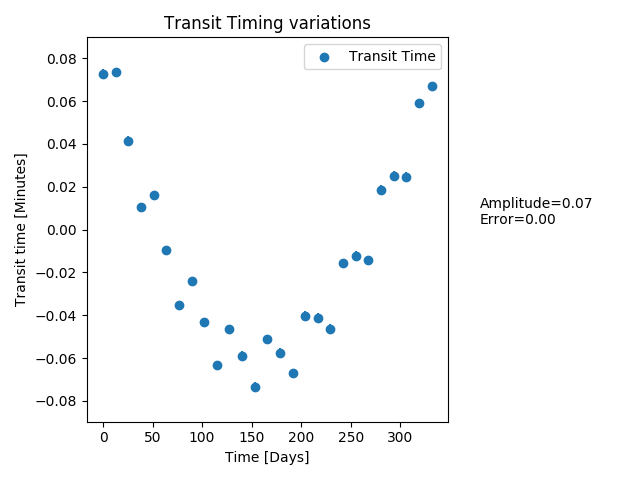 Transit Timing variations
Transit Time
0.08
0.06
0.04
0.02
0.00
−0.02
−0.04
−0.06
−0.08
Transit time [Minutes]
0 50 100 150 200 250 300
Time [Days]
Amplitude=0.07
Error=0.00